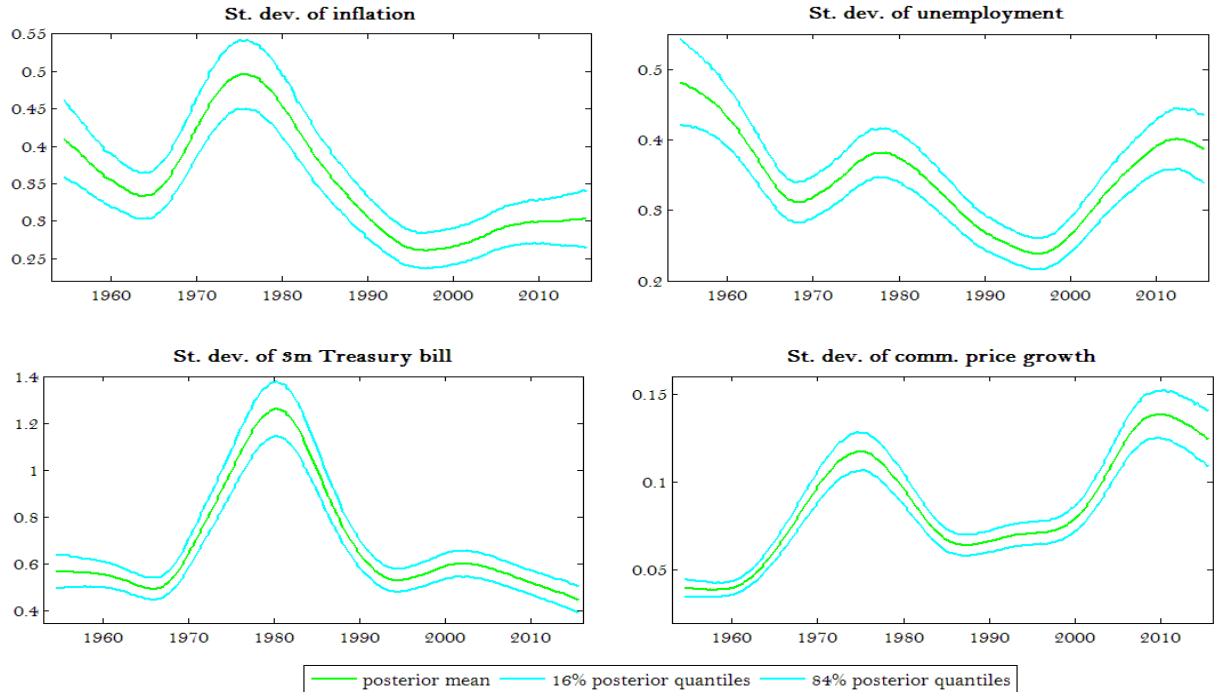 St. dev. of inflation
0.55
0.5
0.45
0.4
0.35
0.3
0.25
1960 1970 1980 1990 2000 2010
St. dev. of unemployment
0.5
0.4
0.3
0.2
1960 1970 1980 1990 2000 2010
St. dev. of 3m Treasury bill
1.4
1.2
1
0.8
0.6
0.4
1960 1970 1980 1990 2000 2010
St. dev. of comm. price growth
0.15
0.1
0.05
1960 1970 1980 1990 2000 2010
posterior mean 16% posterior quantiles 84% posterior quantiles